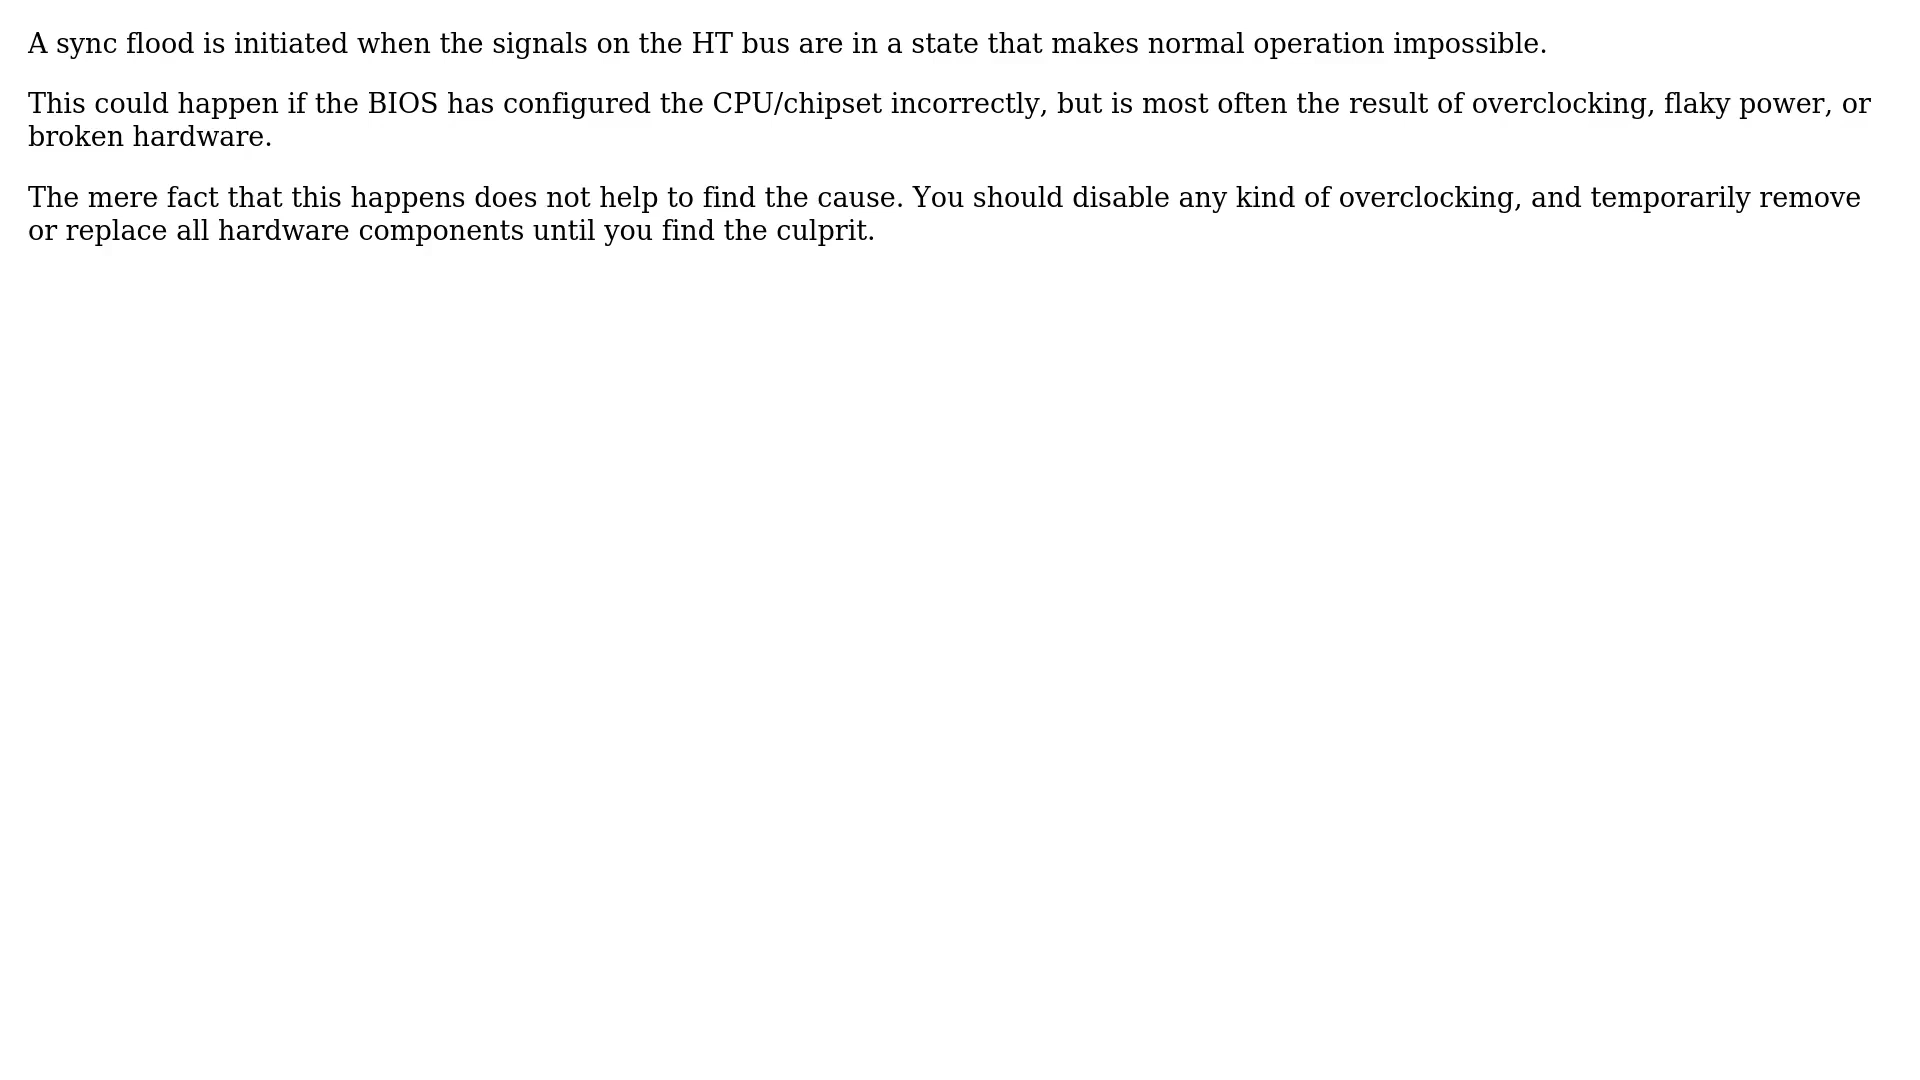 A sync flood is initiated when the signals on the HT bus are in a state that makes normal operation impossible.
This could happen if the BIOS has configured the CPU/chipset incorrectly, but is most often the result of overclocking, flaky power, or
broken hardware.
The mere fact that this happens does not help to find the cause. You should disable any kind of overclocking, and temporarily remove
or replace all hardware components until you find the culprit.